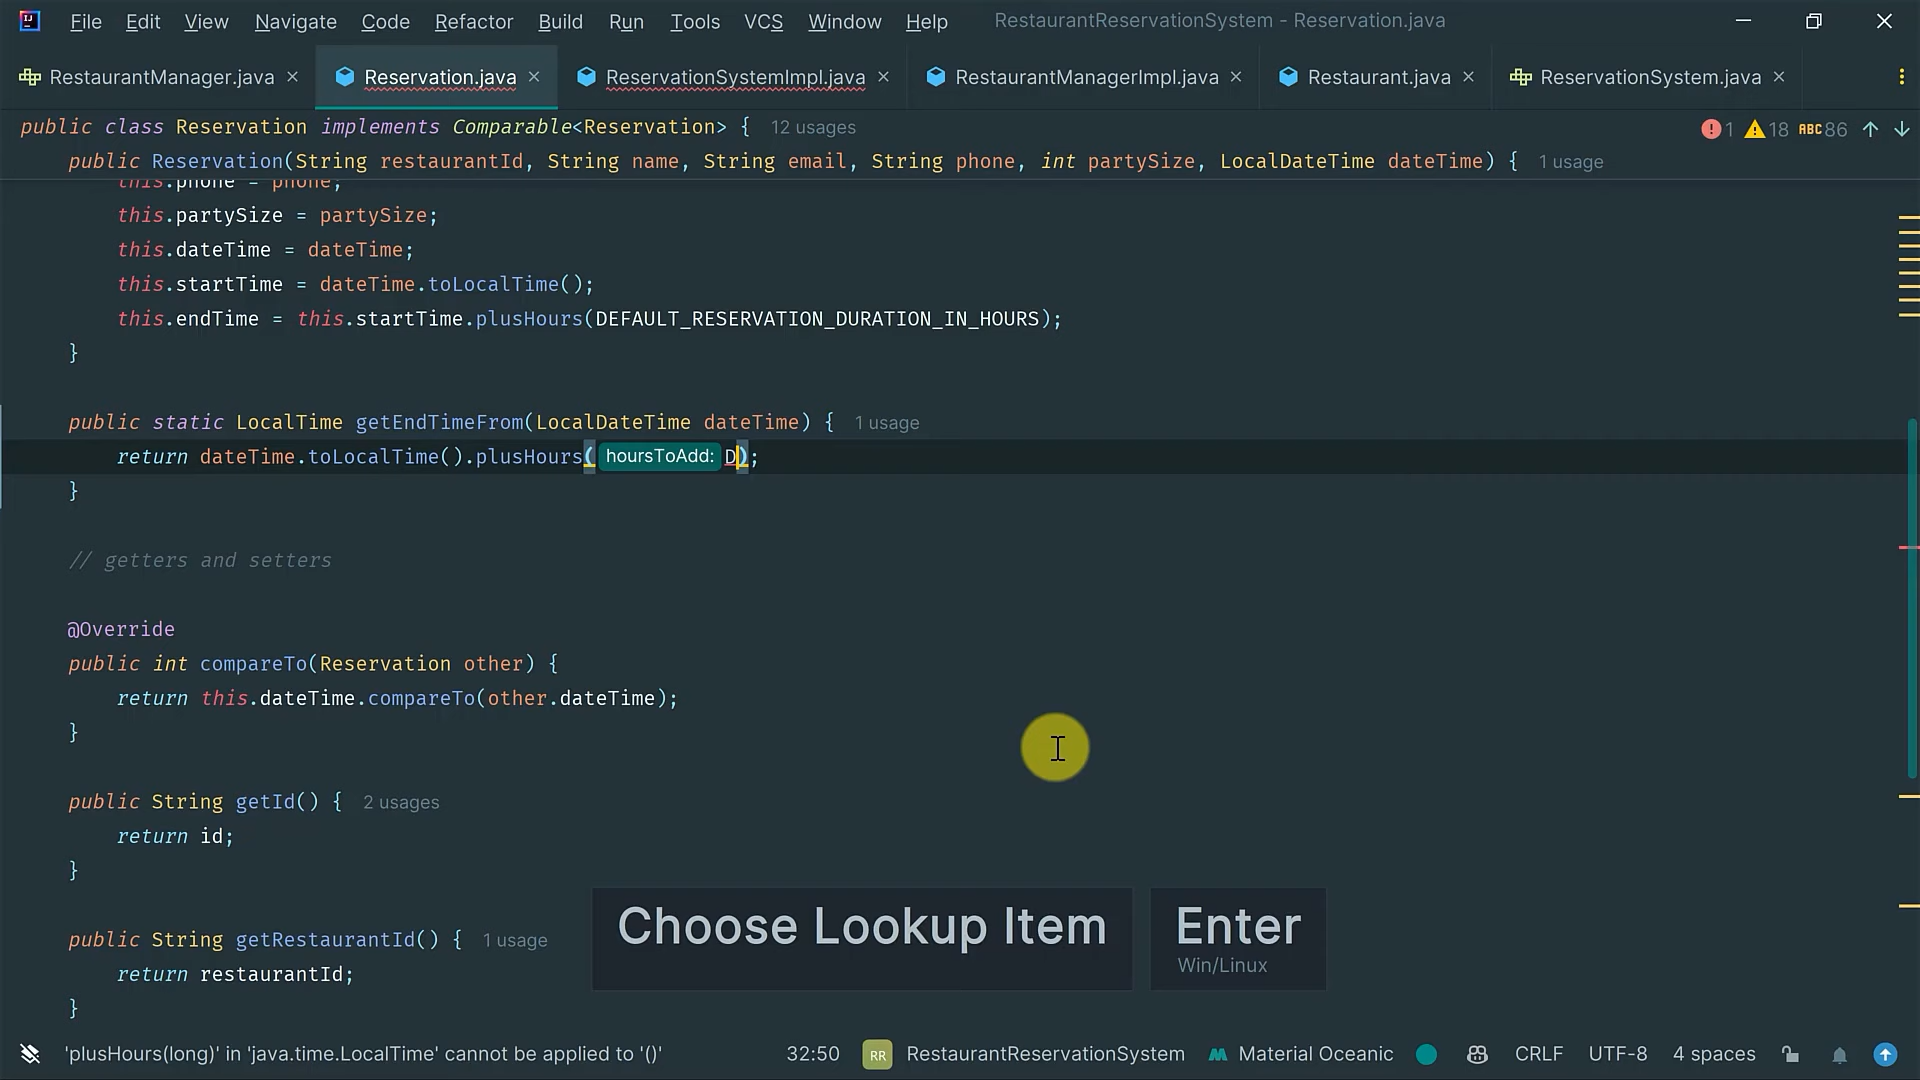 File Edit View Navigate Code Refactor Build Run Tools VCS Window Help RestaurantReservationSystem - Reservation.java
RestaurantManager.java Reservation.java ReservationSystemImpl.java RestaurantManagerImpl.java Restaurant.java ReservationSystem.java
public class Reservation implements Comparable<Reservation> { 12 usages
1 18 ABC 86
public Reservation(String restaurantId, String name, String email, String phone, int partySize, LocalDateTime dateTime) { 1 usage
this.phone = phone;
this.partySize = partySize;
this.dateTime = dateTime;
this.startTime = dateTime.toLocalTime();
this.endTime = this.startTime.plusHours(DEFAULT_RESERVATION_DURATION_IN_HOURS);
}
public static LocalTime getEndTimeFrom(LocalDateTime dateTime) { 1 usage
return dateTime.toLocalTime().plusHours( hoursToAdd: D);
}
// getters and setters
@Override
public int compareTo(Reservation other) {
return this.dateTime.compareTo(other.dateTime);
}
public String getId() { 2 usages
return id;
}
public String getRestaurantId() { 1 usage
return restaurantId;
}
Choose Lookup Item Enter
Win/Linux
'plusHours(long)' in 'java.time.LocalTime' cannot be applied to '()' 32:50 RR RestaurantReservationSystem Material Oceanic CRLF UTF-8 4 spaces